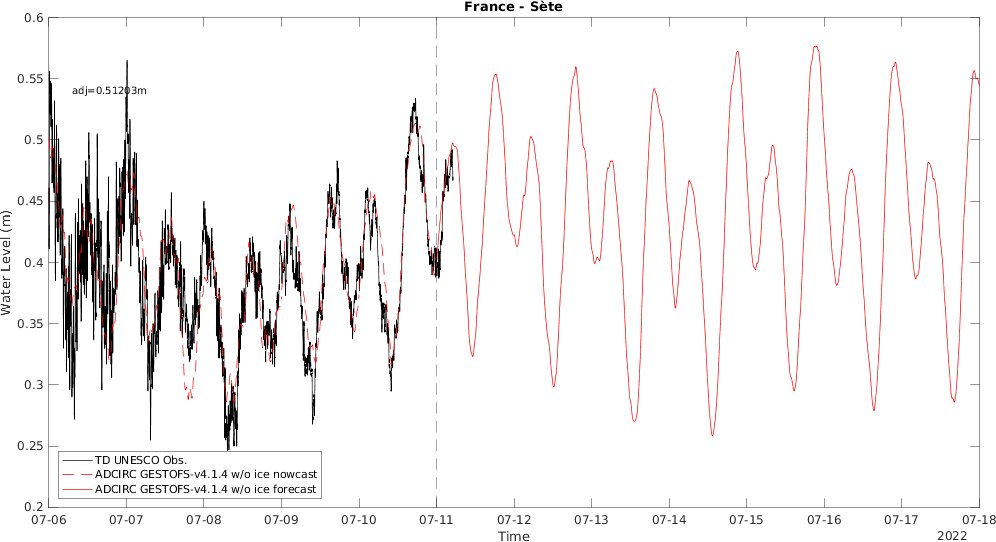 France - Sète
0.6
0.55
0.5
0.45
0.4
0.35
0.3
0.25
0.2
Water Level (m)
adj=0.51203m
TD UNESCO Obs.
ADCIRC GESTOFS-v4.1.4 w/o ice nowcast
ADCIRC GESTOFS-v4.1.4 w/o ice forecast
07-06 07-07 07-08 07-09 07-10 07-11 07-12 07-13 07-14 07-15 07-16 07-17 07-18
Time
2022